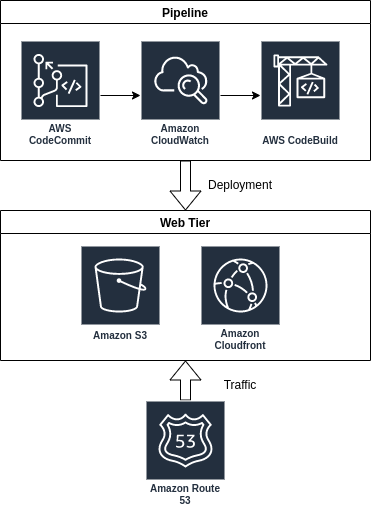 Pipeline
AWS
CodeCommit
Amazon
CloudWatch
AWS CodeBuild
Deployment
Web Tier
Amazon S3
Amazon
Cloudfront
Traffic
53
Amazon Route
53